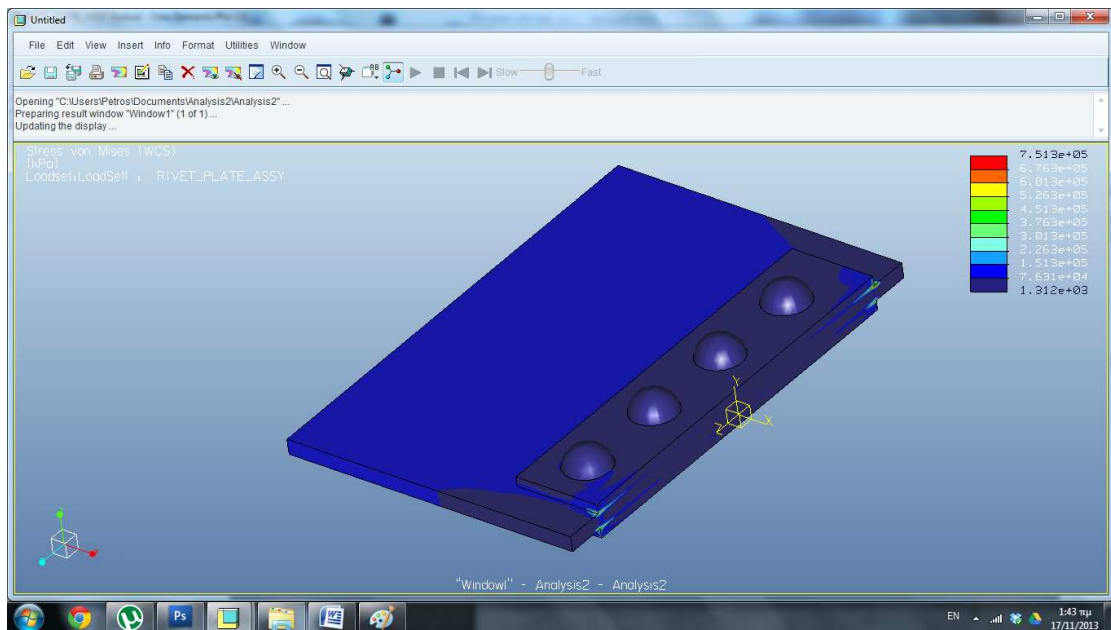 Untitled
File Edit View Insert Info Format Utilities Window
Slow Fast
Opening "C:\Users\Petros\Documents\Analysis2\Analysis2" ...
Preparing result window "Window1" (1 of 1) ...
Updating the display ...
Stress von Mises (WCS)
(kPa)
Loadset:LoadSet1 : RIVET_PLATE_ASSY
7.513e+05
6.763e+05
6.013e+05
5.263e+05
4.513e+05
3.763e+05
3.013e+05
2.263e+05
1.513e+05
7.631e+04
1.312e+03
Y
X
Z
"Window1" - Analysis2 - Analysis2
Ps
EN
1:43 πμ
17/11/2013